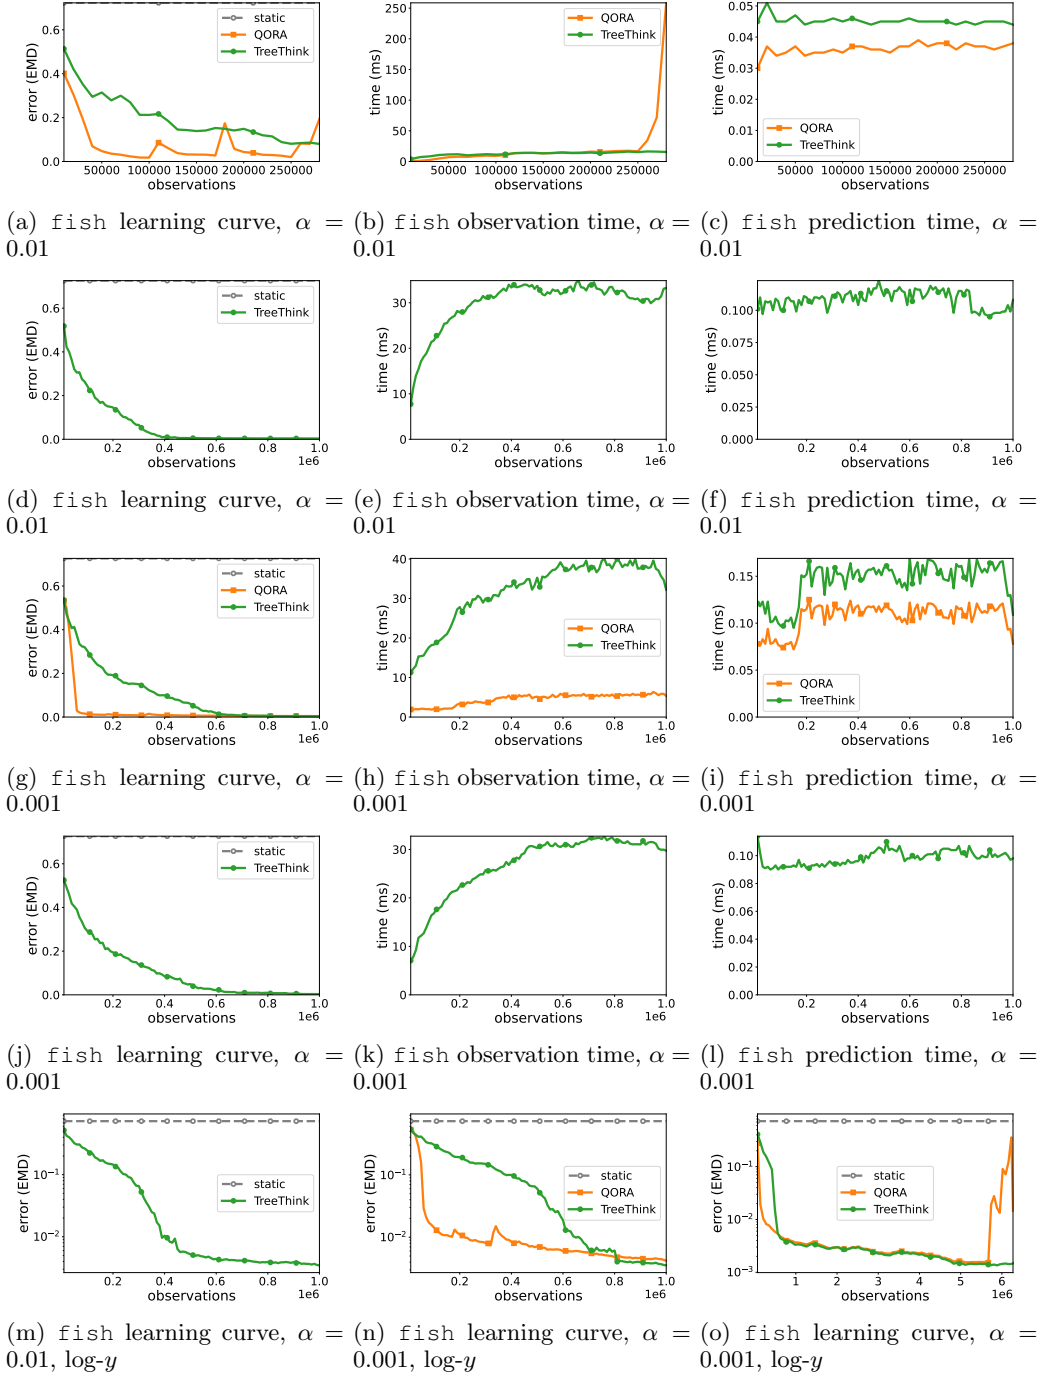 error (EMD)
0.6
0.4
0.2
0.0
static
QORA
TreeThink
50000 100000 150000 200000 250000
observations
time (ms)
250
200
150
100
50
0
QORA
TreeThink
50000 100000 150000 200000 250000
observations
time (ms)
0.05
0.04
0.03
0.02
0.01
0.00
QORA
TreeThink
50000 100000 150000 200000 250000
observations
(a) fish learning curve, α = 0.01
(b) fish observation time, α = 0.01
(c) fish prediction time, α = 0.01
error (EMD)
0.6
0.4
0.2
0.0
static
TreeThink
0.2 0.4 0.6 0.8 1.0
1e6
observations
time (ms)
30
20
10
0
0.2 0.4 0.6 0.8 1.0
1e6
observations
time (ms)
0.100
0.075
0.050
0.025
0.000
0.2 0.4 0.6 0.8 1.0
1e6
observations
(d) fish learning curve, α = 0.01
(e) fish observation time, α = 0.01
(f) fish prediction time, α = 0.01
error (EMD)
0.6
0.4
0.2
0.0
static
QORA
TreeThink
0.2 0.4 0.6 0.8 1.0
1e6
observations
time (ms)
40
30
20
10
0
QORA
TreeThink
0.2 0.4 0.6 0.8 1.0
1e6
observations
time (ms)
0.15
0.10
0.05
0.00
QORA
TreeThink
0.2 0.4 0.6 0.8 1.0
1e6
observations
(g) fish learning curve, α = 0.001
(h) fish observation time, α = 0.001
(i) fish prediction time, α = 0.001
error (EMD)
0.6
0.4
0.2
0.0
static
TreeThink
0.2 0.4 0.6 0.8 1.0
1e6
observations
time (ms)
30
20
10
0
0.2 0.4 0.6 0.8 1.0
1e6
observations
time (ms)
0.10
0.08
0.06
0.04
0.02
0.00
0.2 0.4 0.6 0.8 1.0
1e6
observations
(j) fish learning curve, α = 0.001
(k) fish observation time, α = 0.001
(l) fish prediction time, α = 0.001
error (EMD)
10⁻¹
10⁻²
static
TreeThink
0.2 0.4 0.6 0.8 1.0
1e6
observations
error (EMD)
10⁻¹
10⁻²
static
QORA
TreeThink
0.2 0.4 0.6 0.8 1.0
1e6
observations
error (EMD)
10⁻¹
10⁻²
10⁻³
static
QORA
TreeThink
1 2 3 4 5 6
1e6
observations
(m) fish learning curve, α = 0.01, log-y
(n) fish learning curve, α = 0.001, log-y
(o) fish learning curve, α = 0.001, log-y